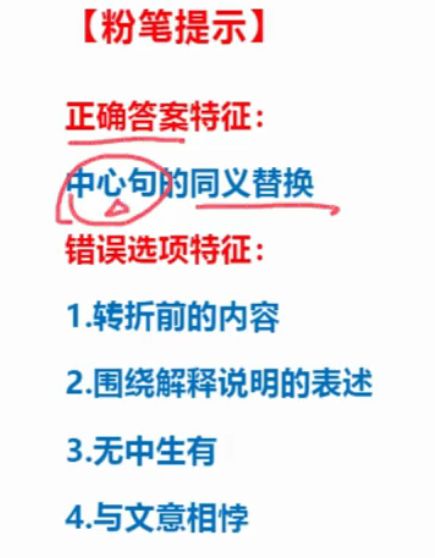 【粉笔提示】
正确答案特征：
中心句的同义替换
错误选项特征：
1.转折前的内容
2.围绕解释说明的表述
3.无中生有
4.与文意相悖